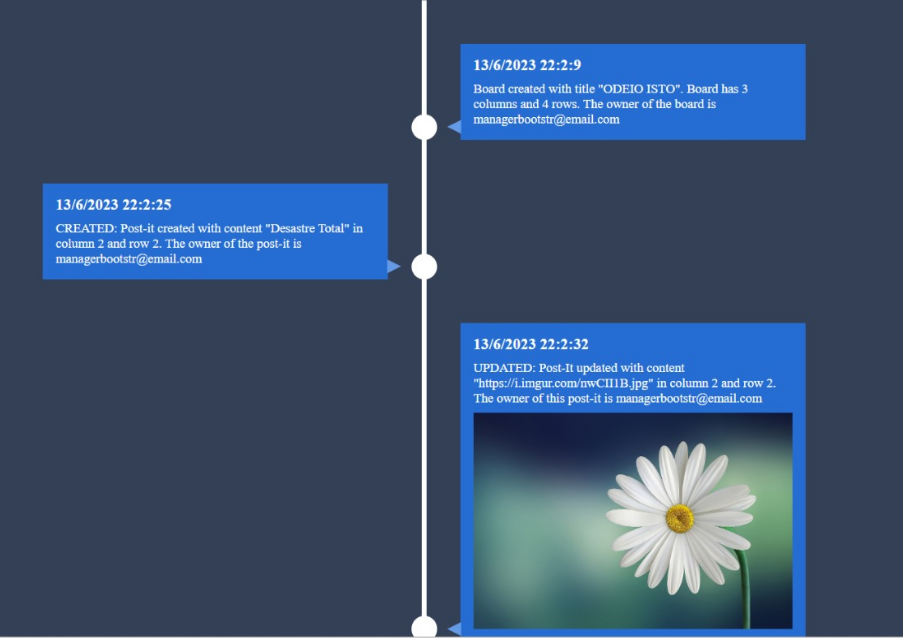 13/6/2023 22:2:9
Board created with title "ODEIO ISTO". Board has 3
columns and 4 rows. The owner of the board is
managerbootstr@email.com
13/6/2023 22:2:25
CREATED: Post-it created with content "Desastre Total" in
column 2 and row 2. The owner of the post-it is
managerbootstr@email.com
13/6/2023 22:2:32
UPDATED: Post-It updated with content
"https://i.imgur.com/nwCII1B.jpg" in column 2 and row 2.
The owner of this post-it is managerbootstr@email.com